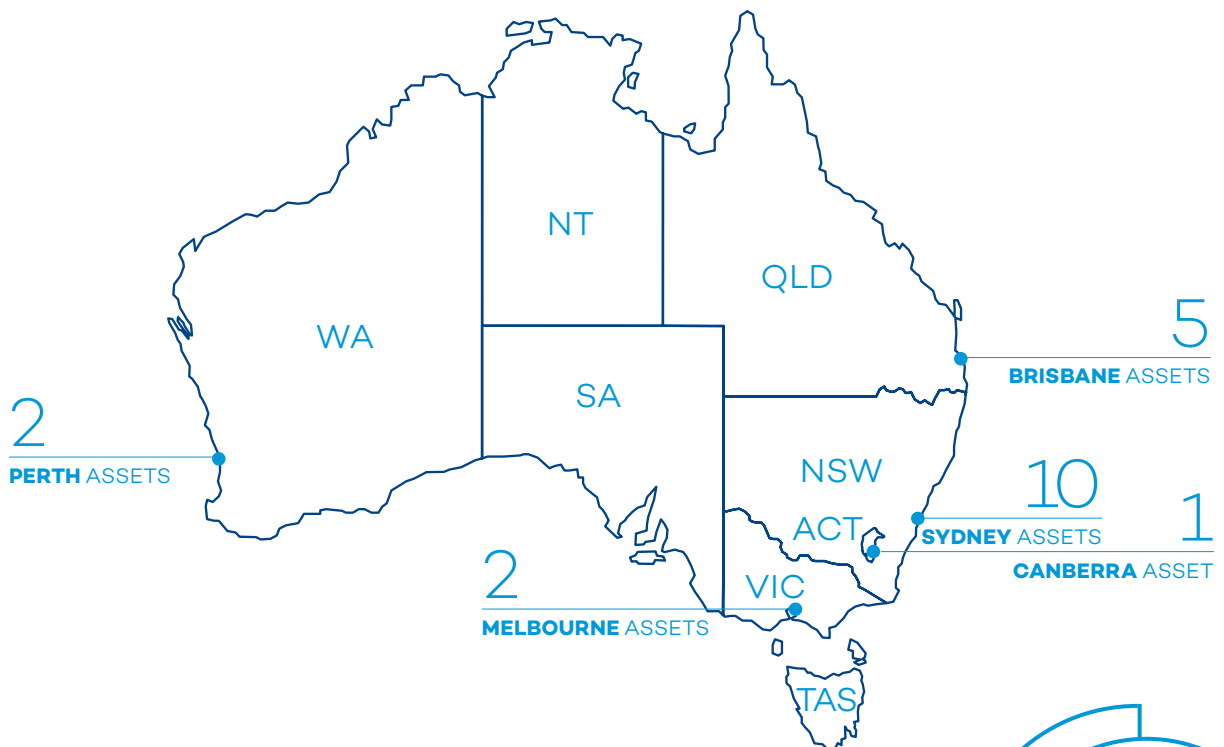 NT
QLD
WA
5
BRISBANE ASSETS
SA
2
PERTH ASSETS
NSW
10
SYDNEY ASSETS
ACT
1
CANBERRA ASSET
2
MELBOURNE ASSETS
VIC
TAS